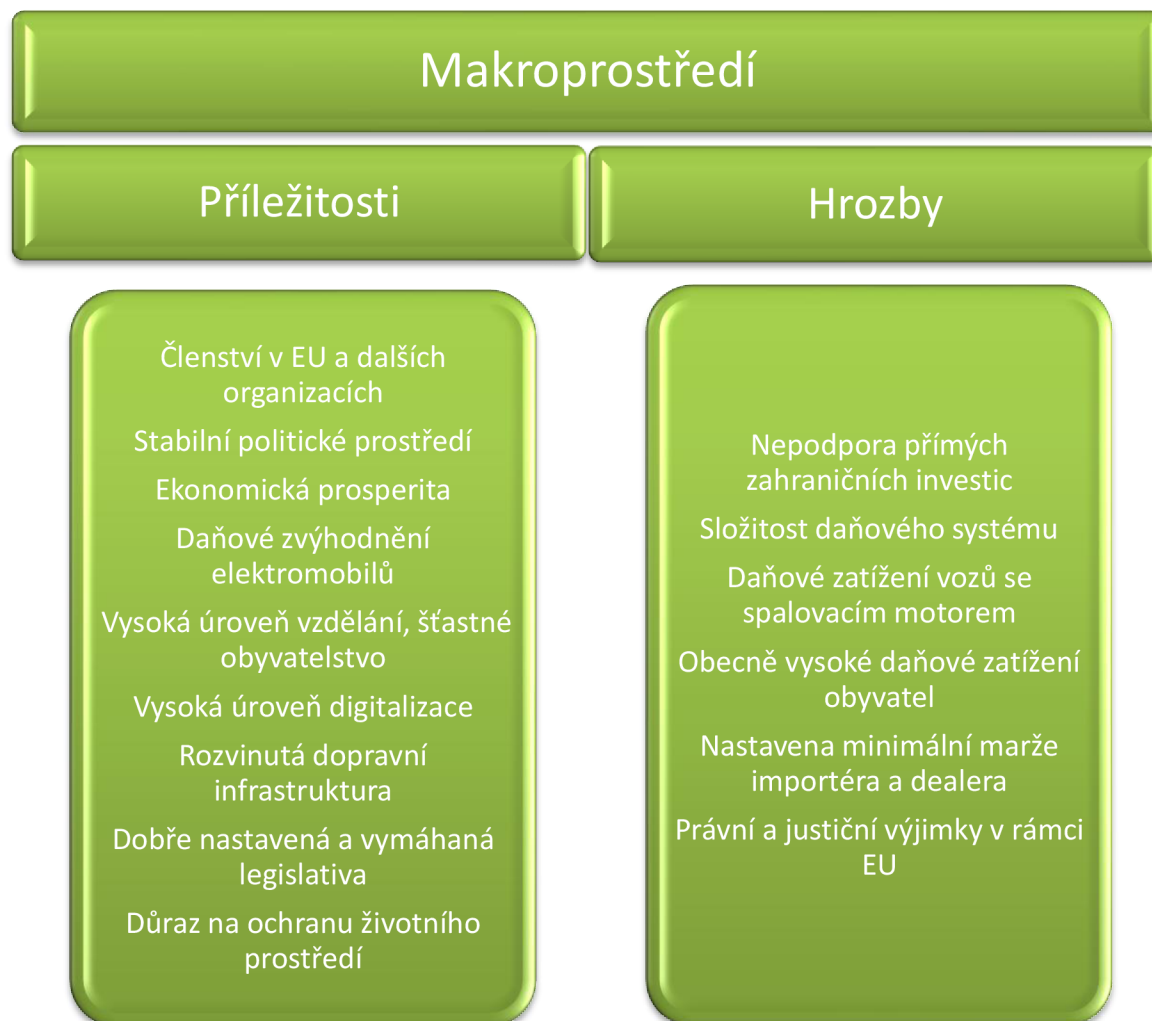 Makroprostředí
Příležitosti
Hrozby
Členství v EU a dalších
organizacích
Stabilní politické prostředí
Ekonomická prosperita
Daňové zvýhodnění
elektromobilů
Vysoká úroveň vzdělání, šťastné
obyvatelstvo
Vysoká úroveň digitalizace
Rozvinutá dopravní
infrastruktura
Dobře nastavená a vymáhaná
legislativa
Důraz na ochranu životního
prostředí
Nepodpora přímých
zahraničních investic
Složitost daňového systému
Daňové zatížení vozů se
spalovacím motorem
Obecně vysoké daňové zatížení
obyvatel
Nastavena minimální marže
importéra a dealera
Právní a justiční výjimky v rámci
EU